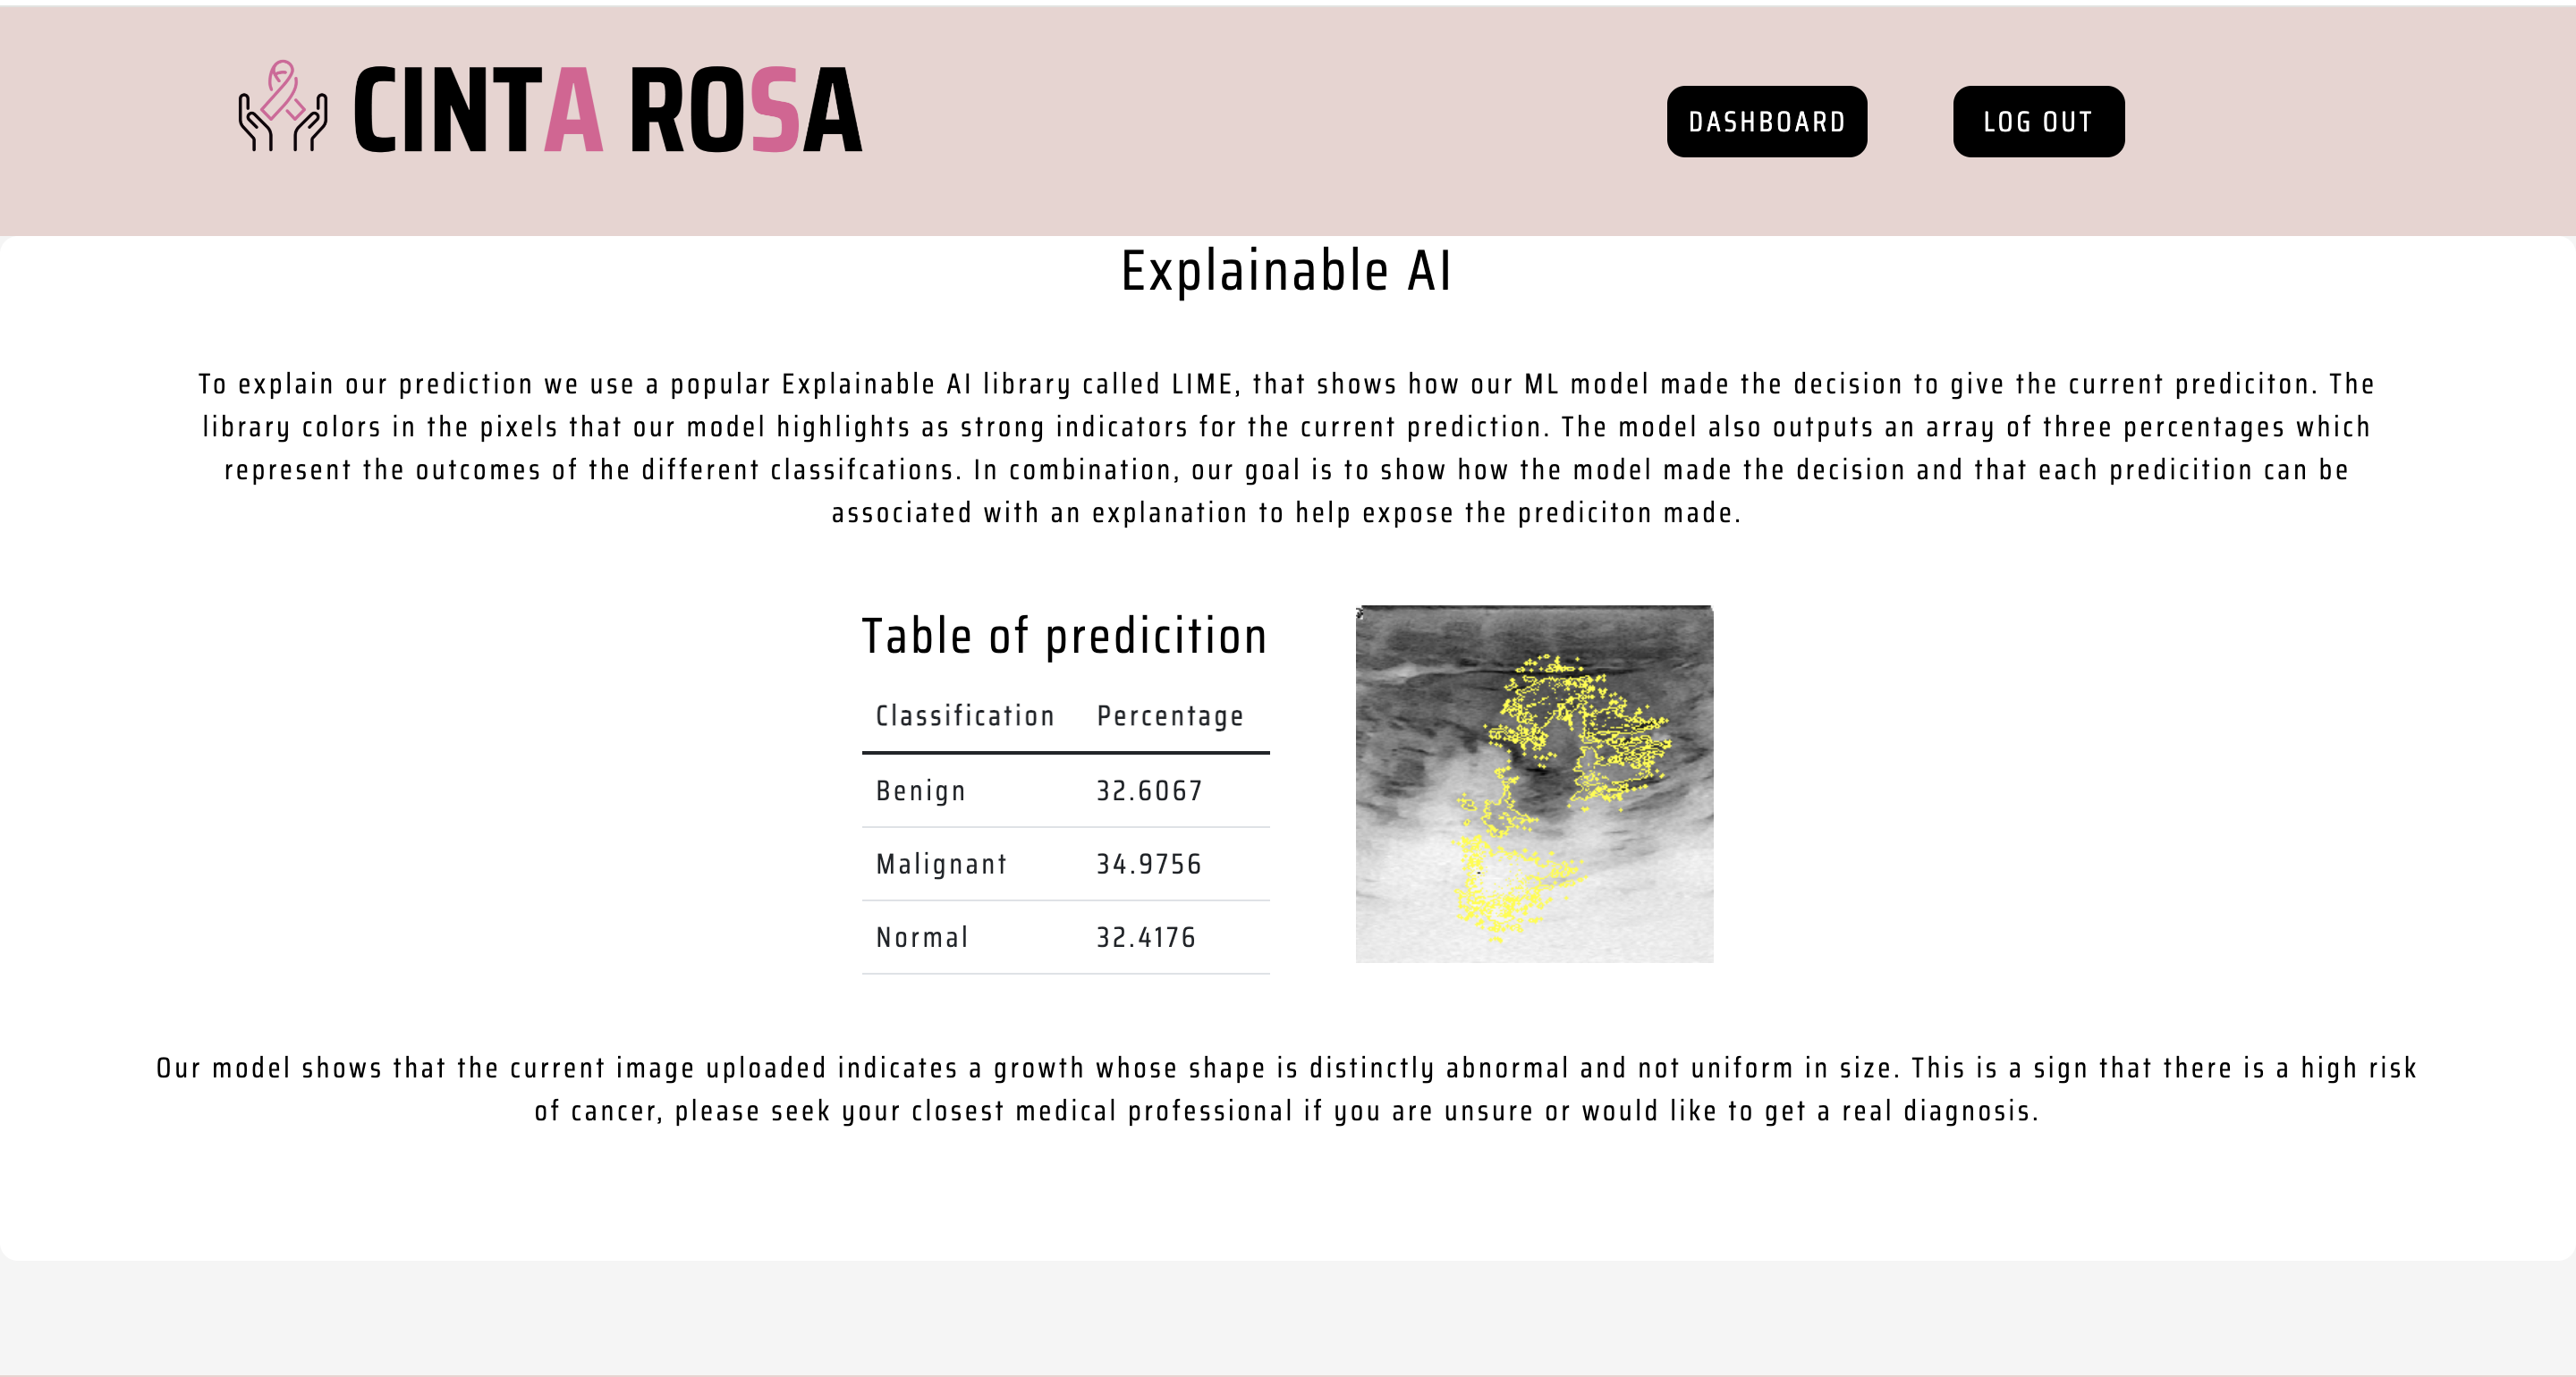 CINTA ROSA
DASHBOARD
LOG OUT
Explainable AI
To explain our prediction we use a popular Explainable AI library called LIME, that shows how our ML model made the decision to give the current prediciton. The
library colors in the pixels that our model highlights as strong indicators for the current prediction. The model also outputs an array of three percentages which
represent the outcomes of the different classifcations. In combination, our goal is to show how the model made the decision and that each predicition can be
associated with an explanation to help expose the prediciton made.
Table of predicition
Classification Percentage
Benign 32.6067
Malignant 34.9756
Normal 32.4176
Our model shows that the current image uploaded indicates a growth whose shape is distinctly abnormal and not uniform in size. This is a sign that there is a high risk
of cancer, please seek your closest medical professional if you are unsure or would like to get a real diagnosis.